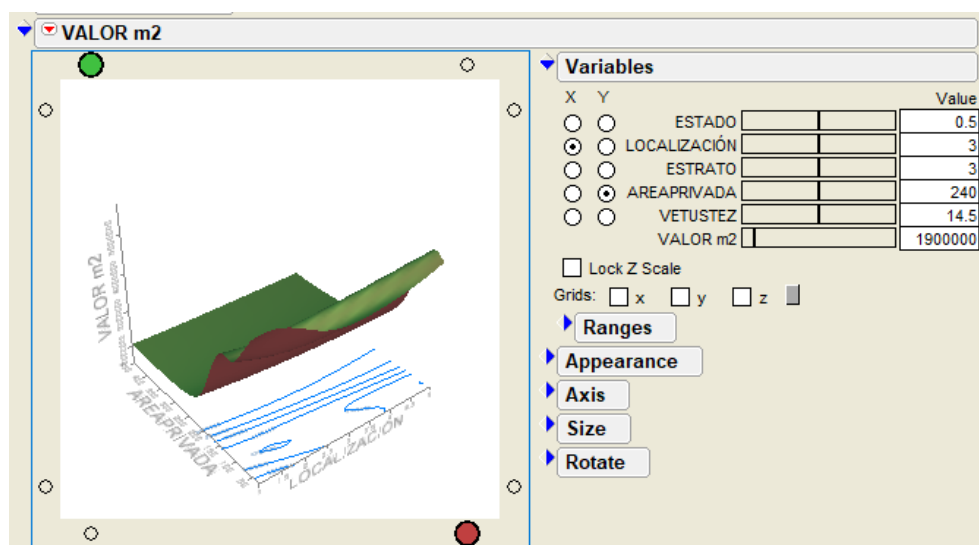 VALOR m2
Variables
X Y Value
ESTADO 0.5
LOCALIZACIÓN 3
ESTRATO 3
AREAPRIVADA 240
VETUSTEZ 14.5
VALOR m2 1900000
Lock Z Scale
Grids: x y z
Ranges
Appearance
Axis
Size
Rotate
VALOR m2
AREAPRIVADA
LOCALIZACIÓN